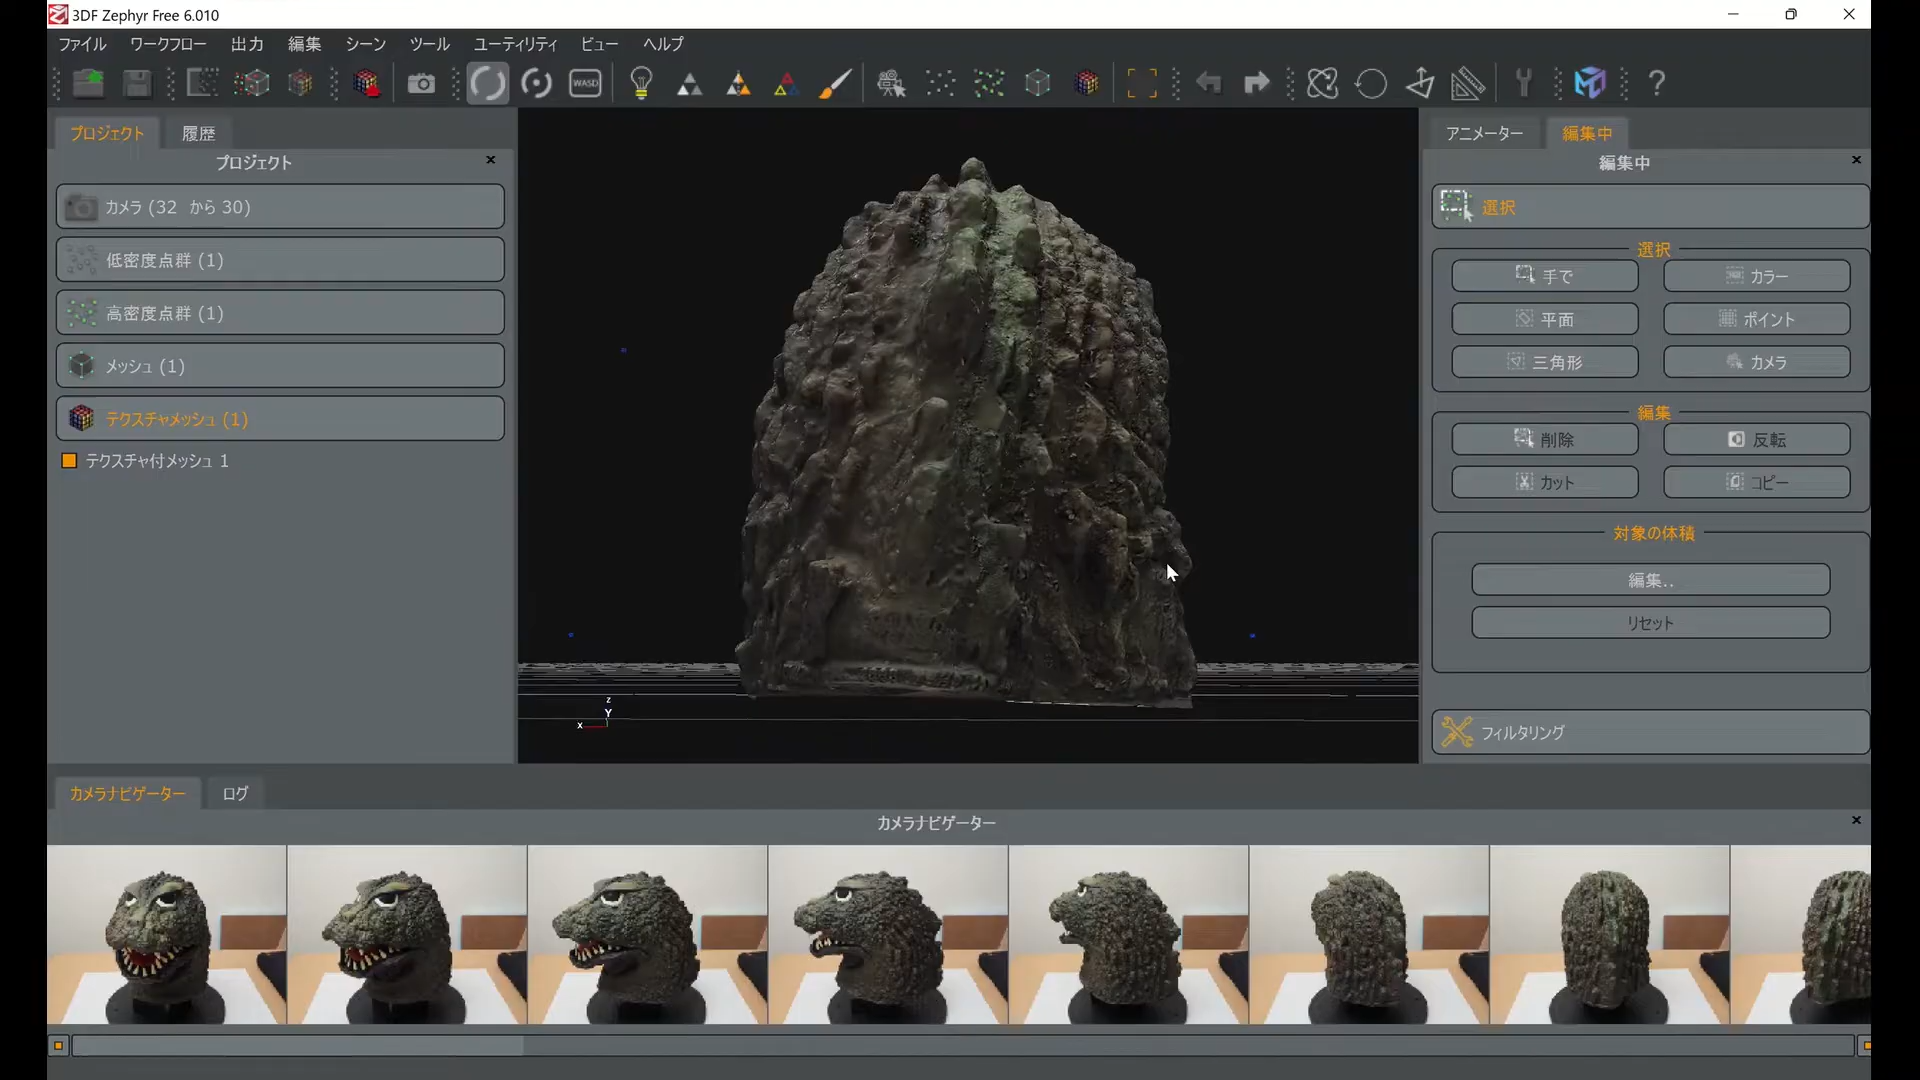 3DF Zephyr Free 6.010
ファイル ワークフロー 出力 編集 シーン ツール ユーティリティ ビュー ヘルプ
WASD
?
プロジェクト 履歴
プロジェクト
カメラ (32 から 30)
低密度点群 (1)
高密度点群 (1)
メッシュ (1)
テクスチャメッシュ (1)
テクスチャ付メッシュ 1
z
Y
x
アニメーター 編集中
編集中
選択
選択
手で カラー
平面 ポイント
三角形 カメラ
編集
削除 反転
カット コピー
対象の体積
編集..
リセット
フィルタリング
カメラナビゲーター ログ
カメラナビゲーター